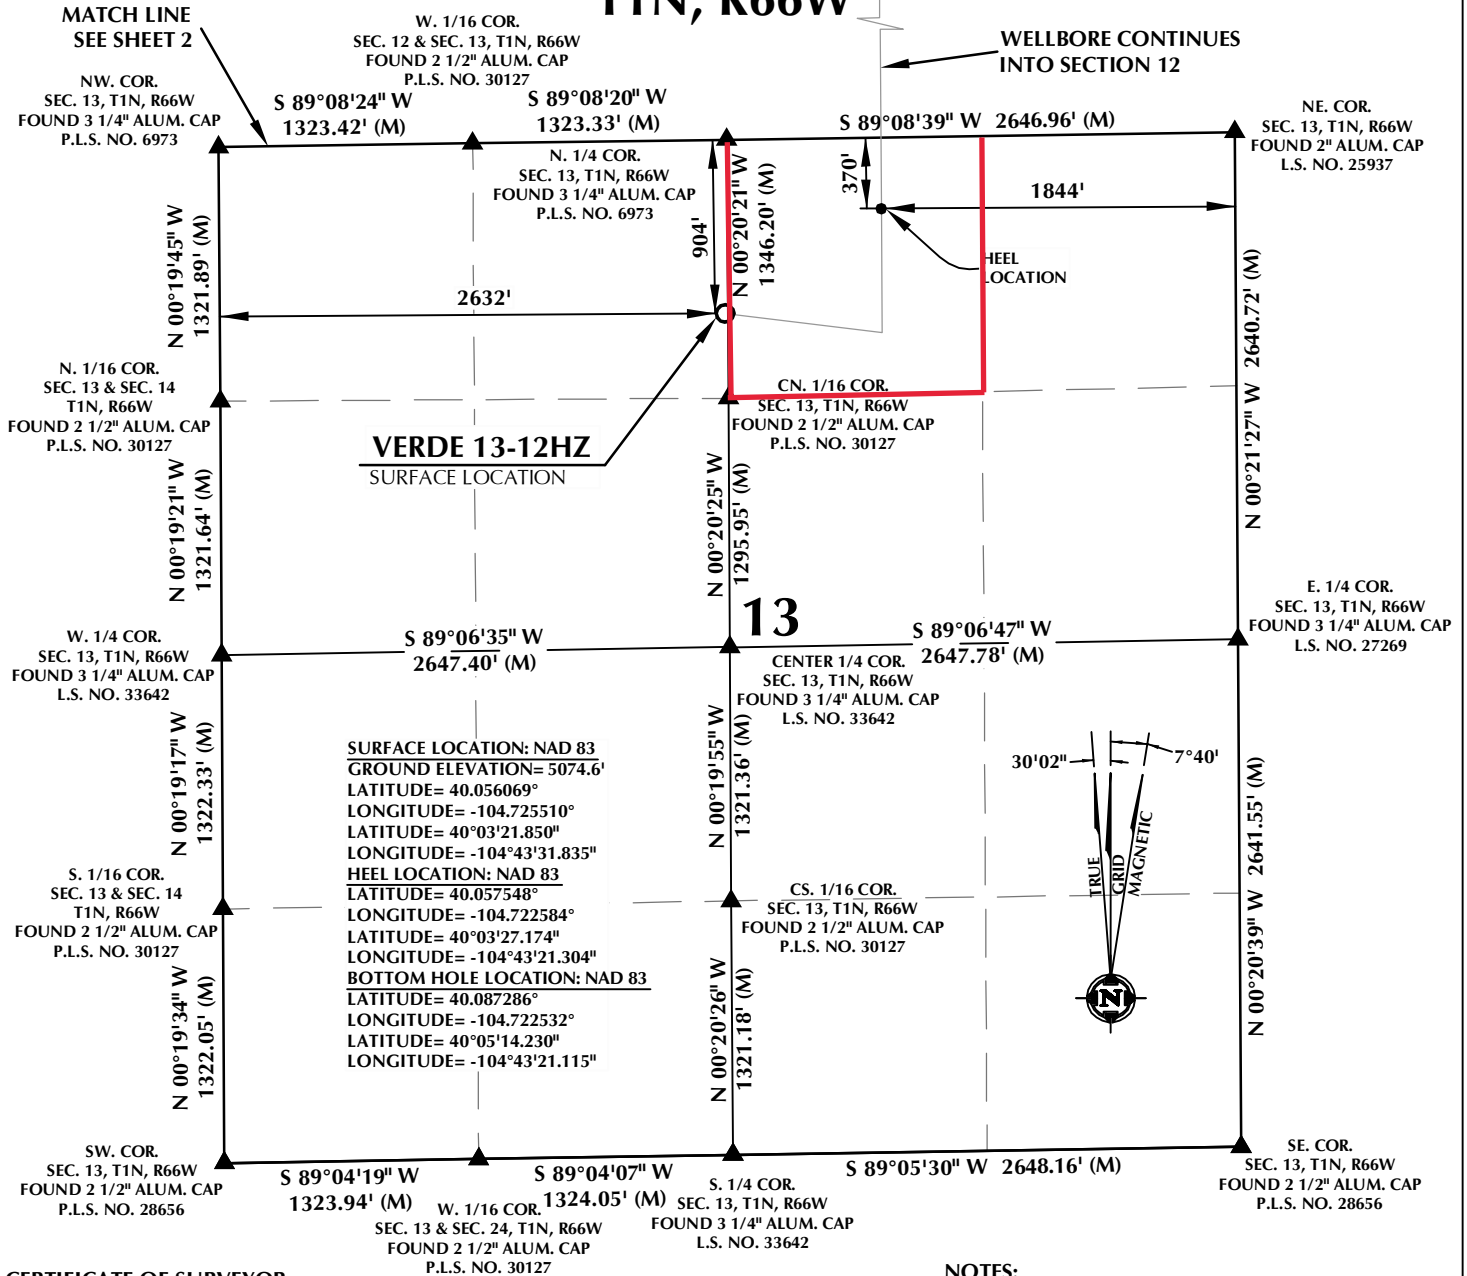 T1N, R66W
MATCH LINE
SEE SHEET 2
W. 1/16 COR.
SEC. 12 & SEC. 13, T1N, R66W
FOUND 2 1/2" ALUM. CAP
P.L.S. NO. 30127
WELLBORE CONTINUES
INTO SECTION 12
NW. COR.
SEC. 13, T1N, R66W
FOUND 3 1/4" ALUM. CAP
P.L.S. NO. 6973
S 89°08'24" W
1323.42' (M)
S 89°08'20" W
1323.33' (M)
S 89°08'39" W 2646.96' (M)
NE. COR.
SEC. 13, T1N, R66W
FOUND 2" ALUM. CAP
L.S. NO. 25937
N. 1/4 COR.
SEC. 13, T1N, R66W
FOUND 3 1/4" ALUM. CAP
P.L.S. NO. 6973
N 00°19'45" W
1321.89' (M)
904'
N 00°20'21" W
1346.20' (M)
370'
1844'
HEEL
LOCATION
2632'
N 00°21'27" W 2640.72' (M)
N. 1/16 COR.
SEC. 13 & SEC. 14
T1N, R66W
FOUND 2 1/2" ALUM. CAP
P.L.S. NO. 30127
CN. 1/16 COR.
SEC. 13, T1N, R66W
FOUND 2 1/2" ALUM. CAP
P.L.S. NO. 30127
VERDE 13-12HZ
SURFACE LOCATION
N 00°19'21" W
1321.64' (M)
N 00°20'25" W
1295.95' (M)
13
E. 1/4 COR.
SEC. 13, T1N, R66W
FOUND 3 1/4" ALUM. CAP
L.S. NO. 27269
W. 1/4 COR.
SEC. 13, T1N, R66W
FOUND 3 1/4" ALUM. CAP
L.S. NO. 33642
S 89°06'35" W
2647.40' (M)
S 89°06'47" W
2647.78' (M)
CENTER 1/4 COR.
SEC. 13, T1N, R66W
FOUND 3 1/4" ALUM. CAP
L.S. NO. 33642
N 00°19'17" W
1322.33' (M)
N 00°19'55" W
1321.36' (M)
SURFACE LOCATION: NAD 83
GROUND ELEVATION= 5074.6'
LATITUDE= 40.056069°
LONGITUDE= -104.725510°
LATITUDE= 40°03'21.850"
LONGITUDE= -104°43'31.835"
HEEL LOCATION: NAD 83
LATITUDE= 40.057548°
LONGITUDE= -104.722584°
LATITUDE= 40°03'27.174"
LONGITUDE= -104°43'21.304"
BOTTOM HOLE LOCATION: NAD 83
LATITUDE= 40.087286°
LONGITUDE= -104.722532°
LATITUDE= 40°05'14.230"
LONGITUDE= -104°43'21.115"
30'02"
7°40'
TRUE
GRID
MAGNETIC
N
N 00°20'39" W 2641.55' (M)
S. 1/16 COR.
SEC. 13 & SEC. 14
T1N, R66W
FOUND 2 1/2" ALUM. CAP
P.L.S. NO. 30127
CS. 1/16 COR.
SEC. 13, T1N, R66W
FOUND 2 1/2" ALUM. CAP
P.L.S. NO. 30127
N 00°19'34" W
1322.05' (M)
N 00°20'26" W
1321.18' (M)
SW. COR.
SEC. 13, T1N, R66W
FOUND 2 1/2" ALUM. CAP
P.L.S. NO. 28656
S 89°04'19" W
1323.94' (M)
S 89°04'07" W
1324.05' (M)
S 89°05'30" W 2648.16' (M)
SE. COR.
SEC. 13, T1N, R66W
FOUND 2 1/2" ALUM. CAP
P.L.S. NO. 28656
W. 1/16 COR.
SEC. 13 & SEC. 24, T1N, R66W
FOUND 2 1/2" ALUM. CAP
P.L.S. NO. 30127
S. 1/4 COR.
SEC. 13, T1N, R66W
FOUND 3 1/4" ALUM. CAP
L.S. NO. 33642
CERTIFICATE OF SURVEYOR
NOTES: